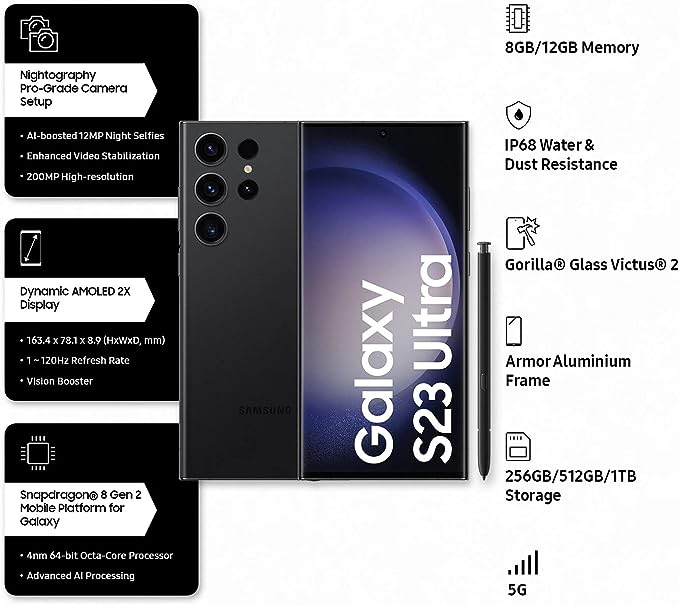 Nightography
Pro-Grade Camera
Setup
• AI-boosted 12MP Night Selfies
• Enhanced Video Stabilization
• 200MP High-resolution
Dynamic AMOLED 2X
Display
• 163.4 x 78.1 x 8.9 (HxWxD, mm)
• 1 ~ 120Hz Refresh Rate
• Vision Booster
Snapdragon® 8 Gen 2
Mobile Platform for
Galaxy
• 4nm 64-bit Octa-Core Processor
• Advanced AI Processing
SAMSUNG
Galaxy
S23 Ultra
8GB/12GB Memory
IP68 Water &
Dust Resistance
Gorilla® Glass Victus® 2
Armor Aluminium
Frame
256GB/512GB/1TB
Storage
5G